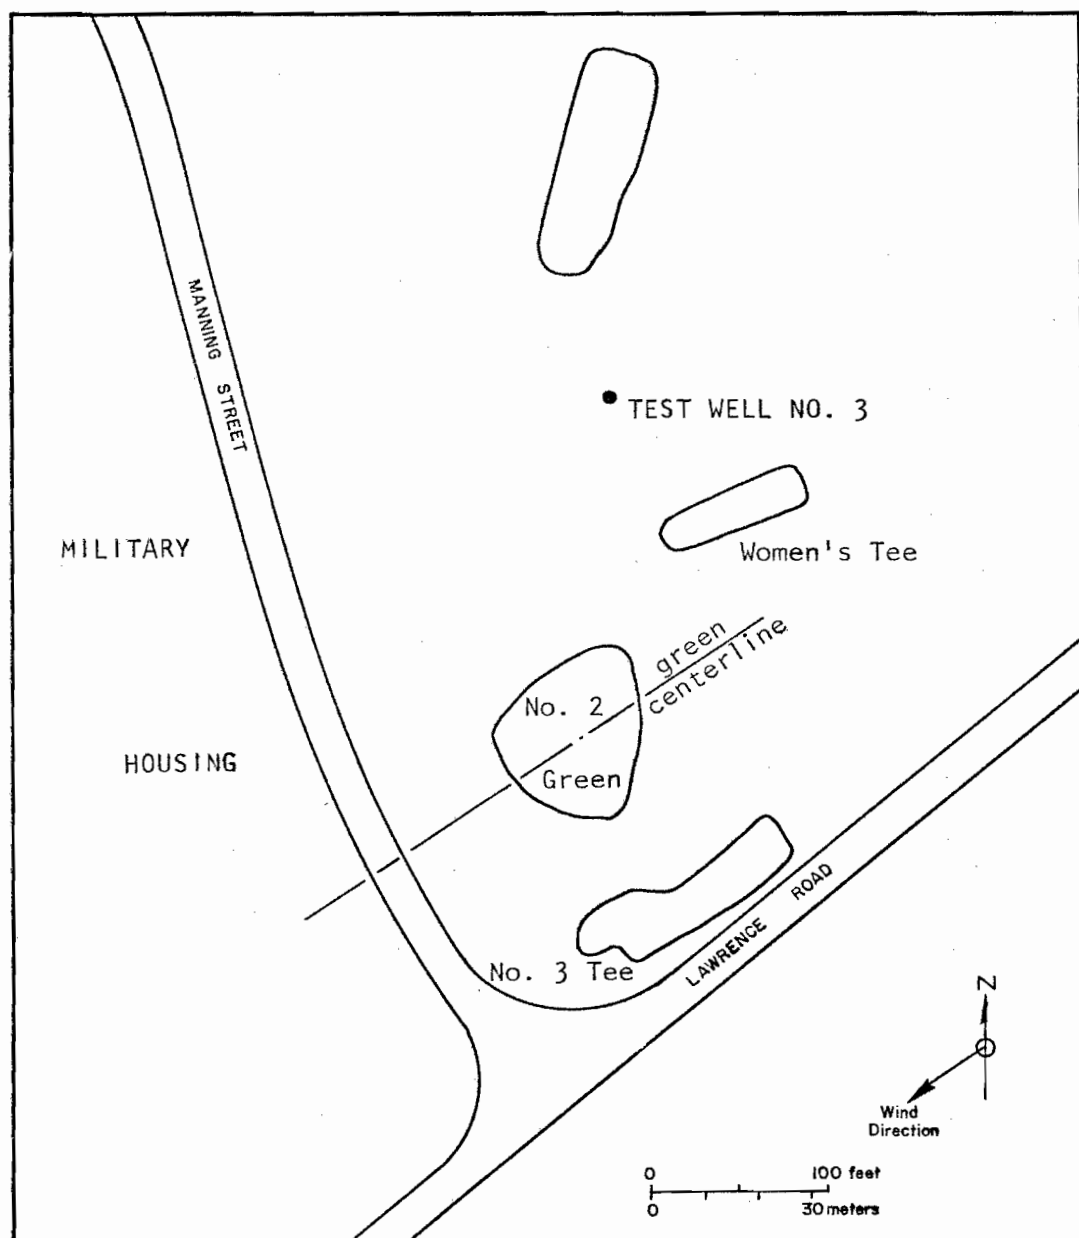 MANNING STREET
TEST WELL NO. 3
MILITARY
Women's Tee
green
centerline
No. 2
HOUSING
Green
LAWRENCE ROAD
No. 3 Tee
N
Wind
Direction
0 100 feet
0 30 meters